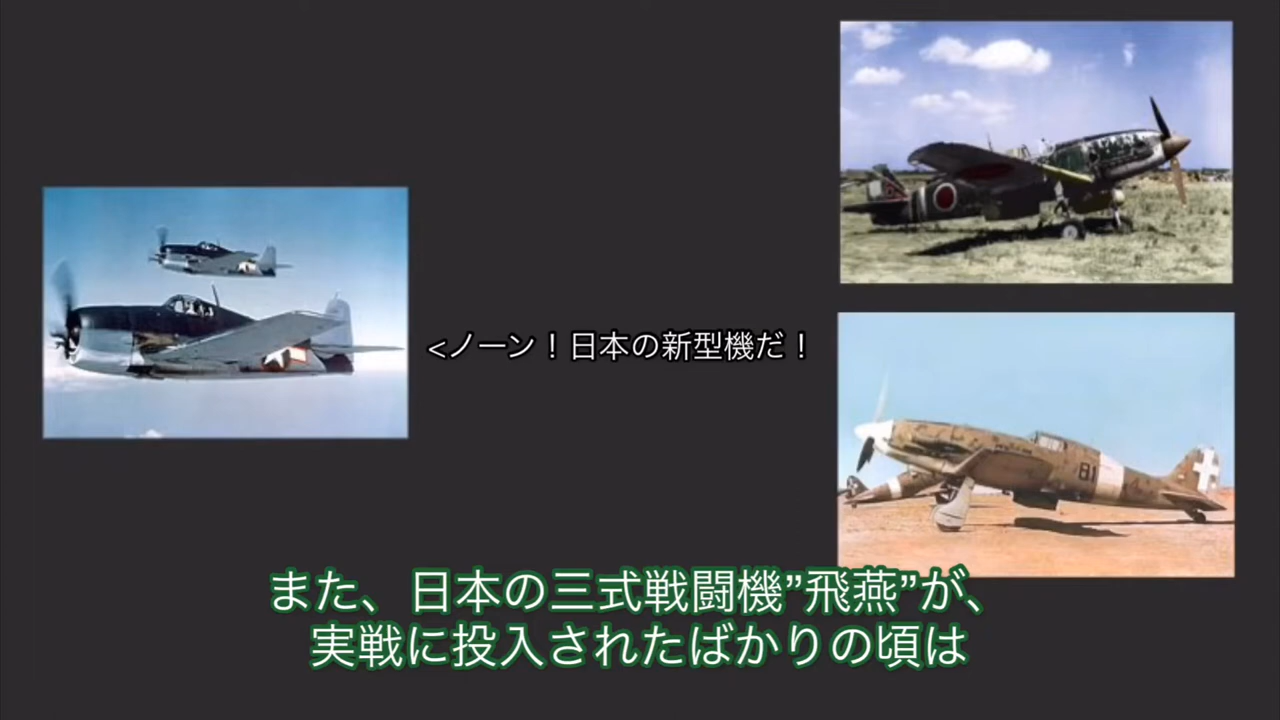 <ノーン！日本の新型機だ！
81
また、日本の三式戦闘機”飛燕”が、
実戦に投入されたばかりの頃は